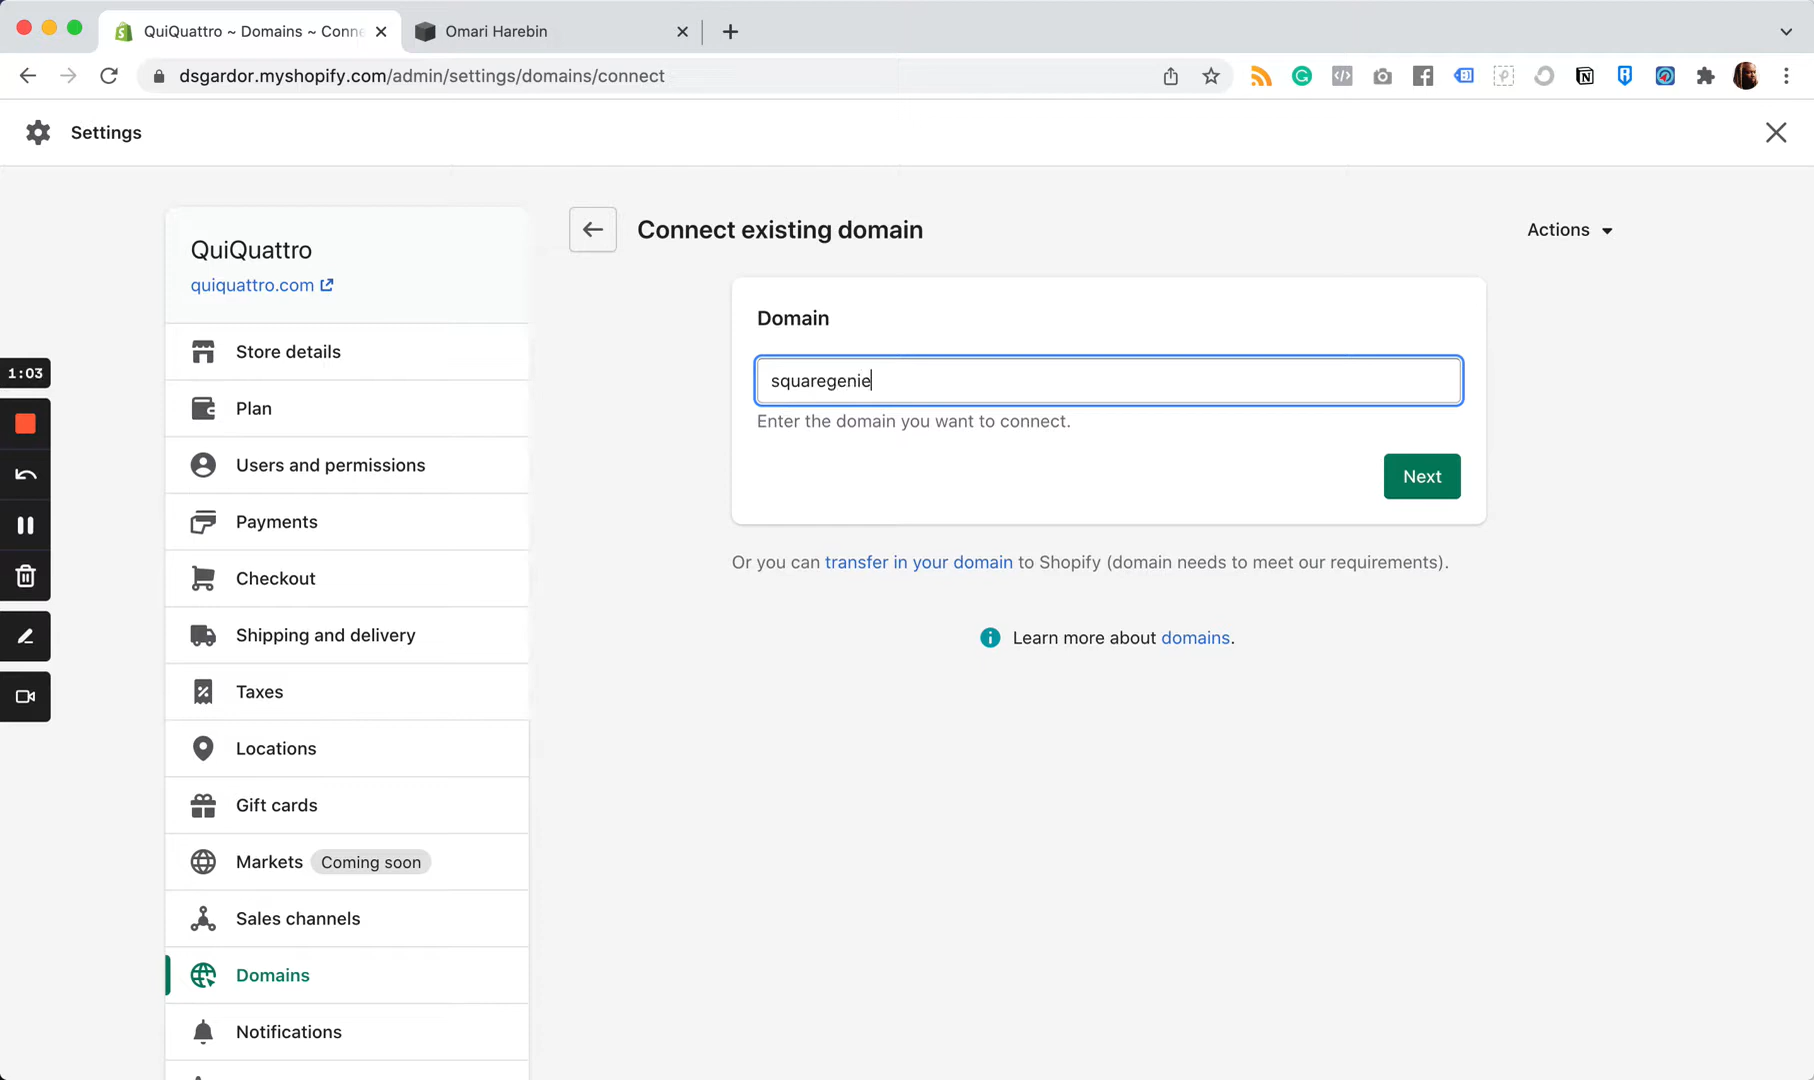 QuiQuattro ~ Domains ~ Conne
Omari Harebin
dsgardor.myshopify.com/admin/settings/domains/connect
Settings
QuiQuattro
quiquattro.com
Store details
Plan
Users and permissions
Payments
Checkout
Shipping and delivery
Taxes
Locations
Gift cards
Markets Coming soon
Sales channels
Domains
Notifications
1:03
Connect existing domain
Actions
Domain
squaregenie
Enter the domain you want to connect.
Next
Or you can transfer in your domain to Shopify (domain needs to meet our requirements).
Learn more about domains.